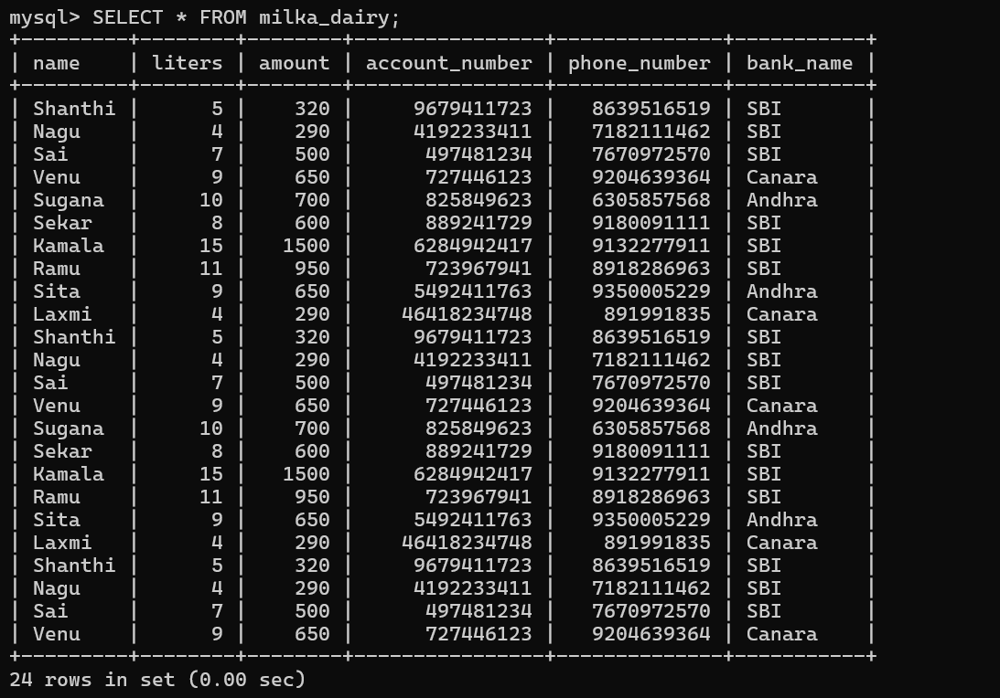 mysql> SELECT * FROM milka_dairy;
+---------+--------+--------+----------------+--------------+-----------+
| name    | liters | amount | account_number | phone_number | bank_name |
+---------+--------+--------+----------------+--------------+-----------+
| Shanthi |      5 |    320 |     9679411723 |   8639516519 | SBI       |
| Nagu    |      4 |    290 |     4192233411 |   7182111462 | SBI       |
| Sai     |      7 |    500 |      497481234 |   7670972570 | SBI       |
| Venu    |      9 |    650 |      727446123 |   9204639364 | Canara    |
| Sugana  |     10 |    700 |      825849623 |   6305857568 | Andhra    |
| Sekar   |      8 |    600 |      889241729 |   9180091111 | SBI       |
| Kamala  |     15 |   1500 |     6284942417 |   9132277911 | SBI       |
| Ramu    |     11 |    950 |      723967941 |   8918286963 | SBI       |
| Sita    |      9 |    650 |     5492411763 |   9350005229 | Andhra    |
| Laxmi   |      4 |    290 |    46418234748 |    891991835 | Canara    |
| Shanthi |      5 |    320 |     9679411723 |   8639516519 | SBI       |
| Nagu    |      4 |    290 |     4192233411 |   7182111462 | SBI       |
| Sai     |      7 |    500 |      497481234 |   7670972570 | SBI       |
| Venu    |      9 |    650 |      727446123 |   9204639364 | Canara    |
| Sugana  |     10 |    700 |      825849623 |   6305857568 | Andhra    |
| Sekar   |      8 |    600 |      889241729 |   9180091111 | SBI       |
| Kamala  |     15 |   1500 |     6284942417 |   9132277911 | SBI       |
| Ramu    |     11 |    950 |      723967941 |   8918286963 | SBI       |
| Sita    |      9 |    650 |     5492411763 |   9350005229 | Andhra    |
| Laxmi   |      4 |    290 |    46418234748 |    891991835 | Canara    |
| Shanthi |      5 |    320 |     9679411723 |   8639516519 | SBI       |
| Nagu    |      4 |    290 |     4192233411 |   7182111462 | SBI       |
| Sai     |      7 |    500 |      497481234 |   7670972570 | SBI       |
| Venu    |      9 |    650 |      727446123 |   9204639364 | Canara    |
+---------+--------+--------+----------------+--------------+-----------+
24 rows in set (0.00 sec)